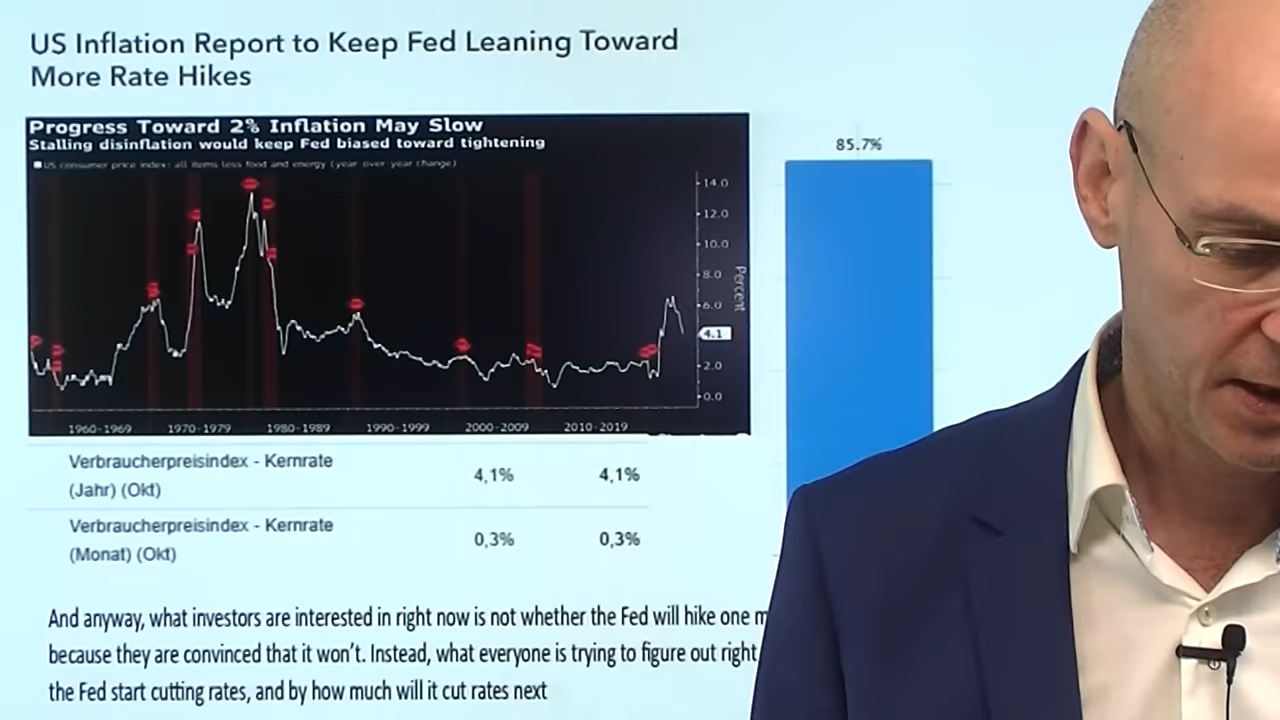 US Inflation Report to Keep Fed Leaning Toward
More Rate Hikes
Progress Toward 2% Inflation May Slow
Stalling disinflation would keep Fed biased toward tightening
US consumer price index: all items less food and energy (year over year change)
14.0
12.0
10.0
8.0
6.0
4.1
2.0
0.0
Percent
1960-1969 1970-1979 1980-1989 1990-1999 2000-2009 2010-2019
85.7%
Verbraucherpreisindex - Kernrate
(Jahr) (Okt) 4,1% 4,1%
Verbraucherpreisindex - Kernrate
(Monat) (Okt) 0,3% 0,3%
And anyway, what investors are interested in right now is not whether the Fed will hike one
because they are convinced that it won't. Instead, what everyone is trying to figure out right
the Fed start cutting rates, and by how much will it cut rates next